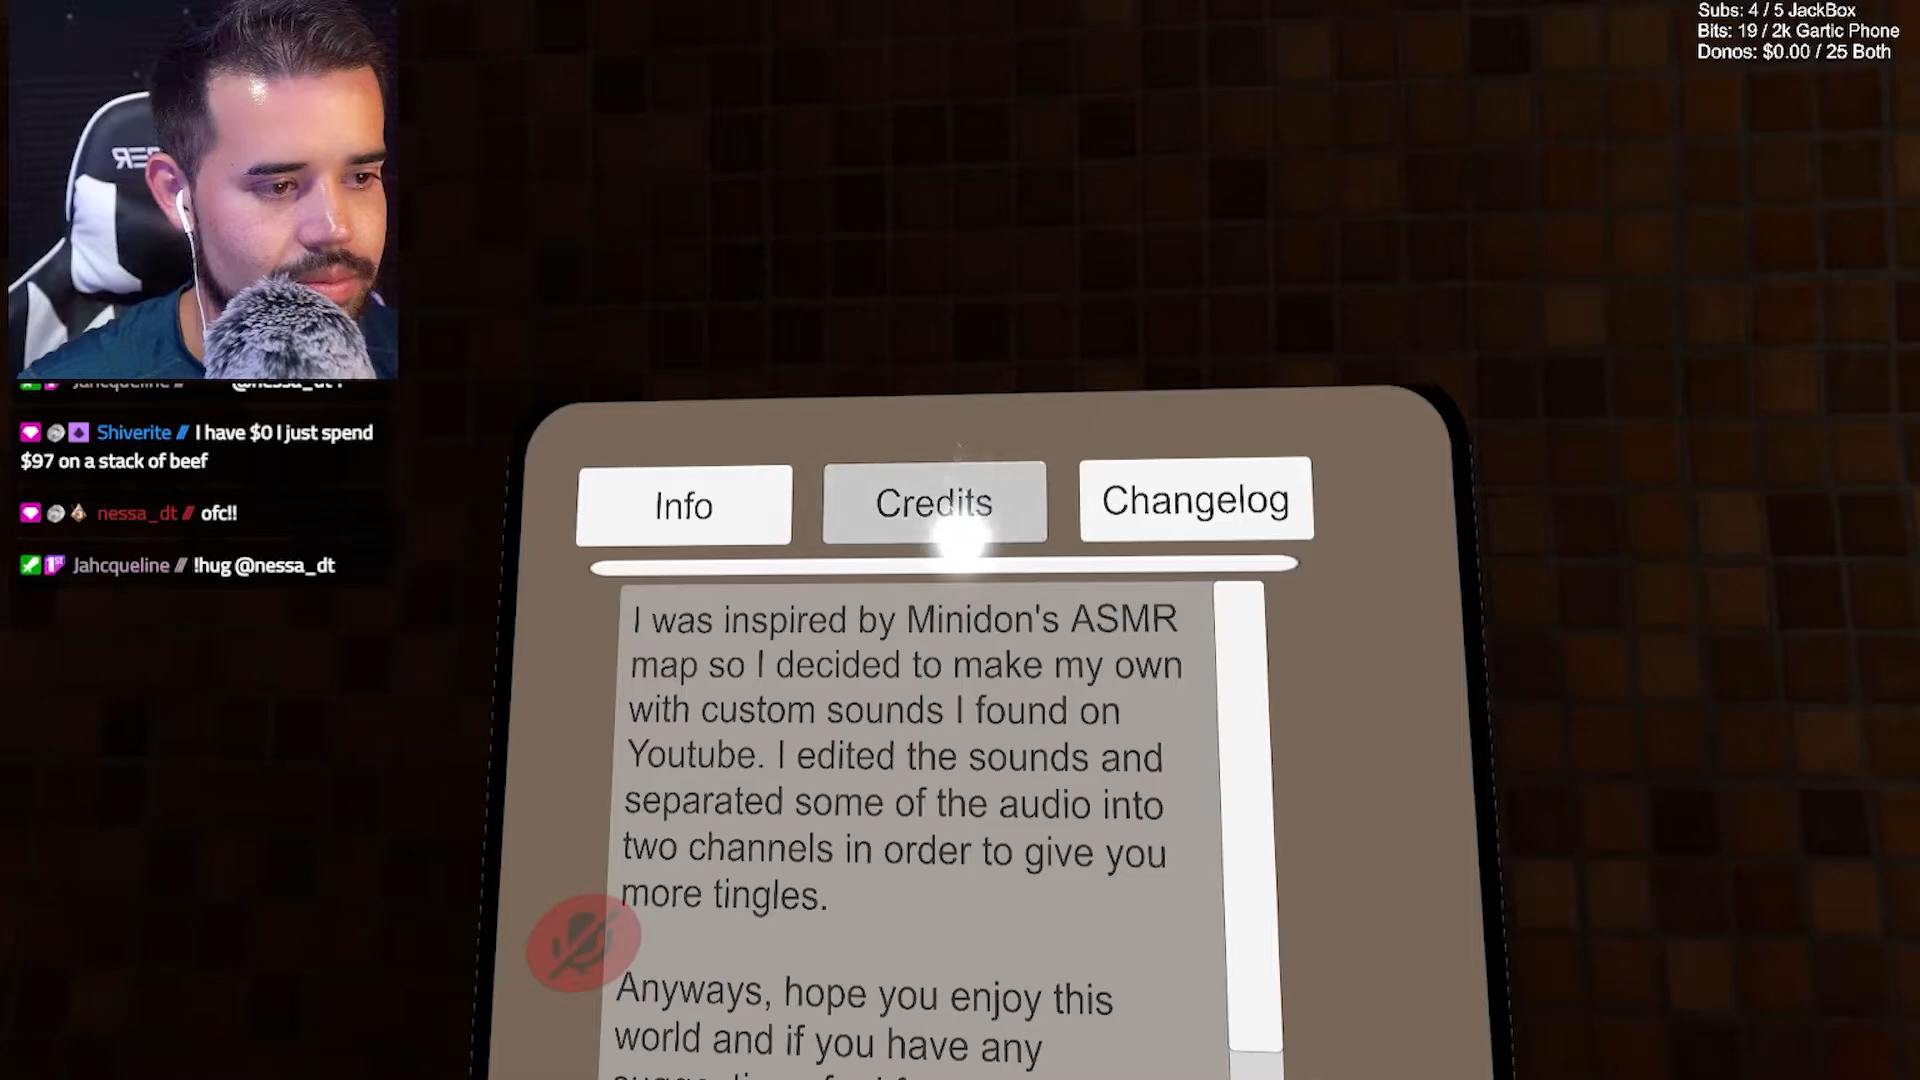 Subs: 4 / 5 JackBox
Bits: 19 / 2k Gartic Phone
Donos: $0.00 / 25 Both
Jahcqueline // @nessa_dt
Shiverite // I have $0 I just spend
$97 on a stack of beef
nessa_dt // ofc!!
Jahcqueline // !hug @nessa_dt
Info
Credits
Changelog
I was inspired by Minidon's ASMR
map so I decided to make my own
with custom sounds I found on
Youtube. I edited the sounds and
separated some of the audio into
two channels in order to give you
more tingles.
Anyways, hope you enjoy this
world and if you have any